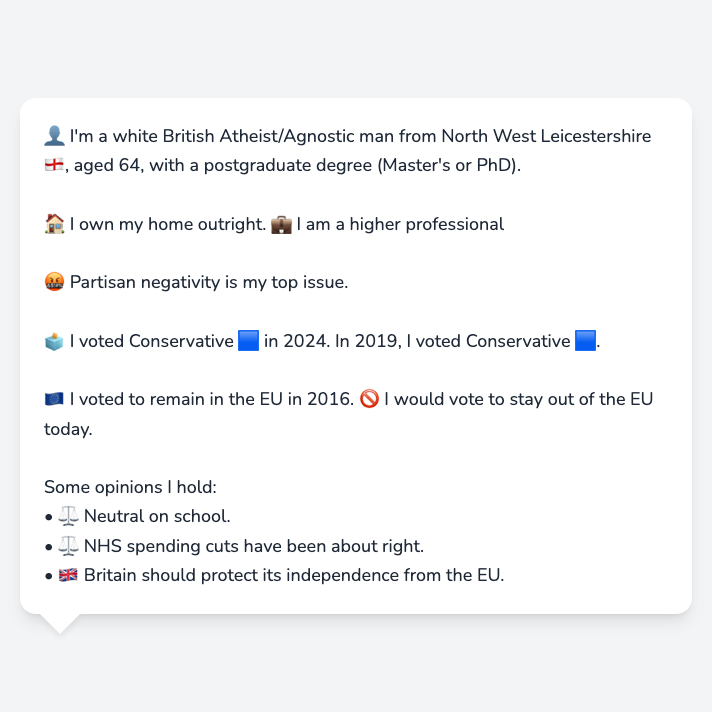 👤 I'm a white British Atheist/Agnostic man from North West Leicestershire
🏴󠁧󠁢󠁥󠁮󠁧󠁿, aged 64, with a postgraduate degree (Master's or PhD).
🏠 I own my home outright. 💼 I am a higher professional
🤬 Partisan negativity is my top issue.
🗳️ I voted Conservative 🟦 in 2024. In 2019, I voted Conservative 🟦.
🇪🇺 I voted to remain in the EU in 2016. 🚫 I would vote to stay out of the EU
today.
Some opinions I hold:
• ⚖️ Neutral on school.
• ⚖️ NHS spending cuts have been about right.
• 🇬🇧 Britain should protect its independence from the EU.